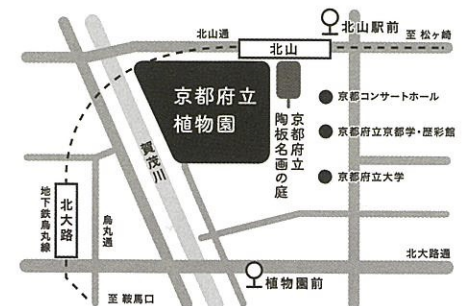 北山駅前
北山通
至 松ヶ崎
北山
京都府立
植物園
京都府立
陶板名画の庭
京都コンサートホール
京都府立京都学・歴彩館
京都府立大学
賀茂川
北大路
地下鉄烏丸線
烏丸通
北大路通
植物園前
至 鞍馬口